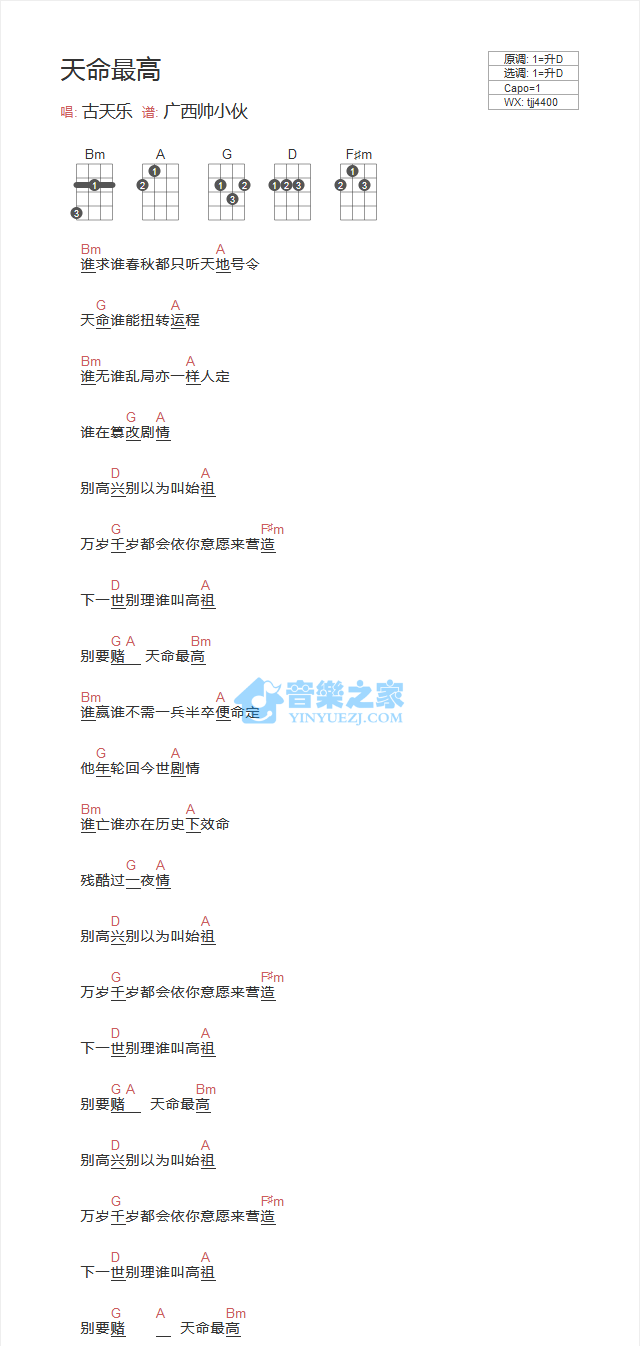 天命最高
唱: 古天乐 谱: 广西帅小伙
原调: 1=升D
选调: 1=升D
Capo=1
WX: tjj4400
Bm A G D F♯m
1 3
1 2
1 2 3
1 2 3
1 2 3
Bm A
谁求谁春秋都只听天地号令
G A
天命谁能扭转运程
Bm A
谁无谁乱局亦一样人定
G A
谁在篡改剧情
D A
别高兴别以为叫始祖
G F♯m
万岁千岁都会依你意愿来营造
D A
下一世别理谁叫高祖
G A Bm
别要赌 天命最高
Bm A
谁赢谁不需一兵半卒便命定
音樂之家
YINYUEZJ.COM
G A
他年轮回今世剧情
Bm A
谁亡谁亦在历史下效命
G A
残酷过一夜情
D A
别高兴别以为叫始祖
G F♯m
万岁千岁都会依你意愿来营造
D A
下一世别理谁叫高祖
G A Bm
别要赌 天命最高
D A
别高兴别以为叫始祖
G F♯m
万岁千岁都会依你意愿来营造
D A
下一世别理谁叫高祖
G A Bm
别要赌 天命最高